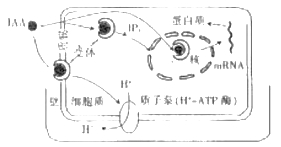 蛋白质
IAA
IP₃
受体
核
mRNA
H⁺
壁
细胞质
质子泵(H⁺-ATP酶)
H⁻